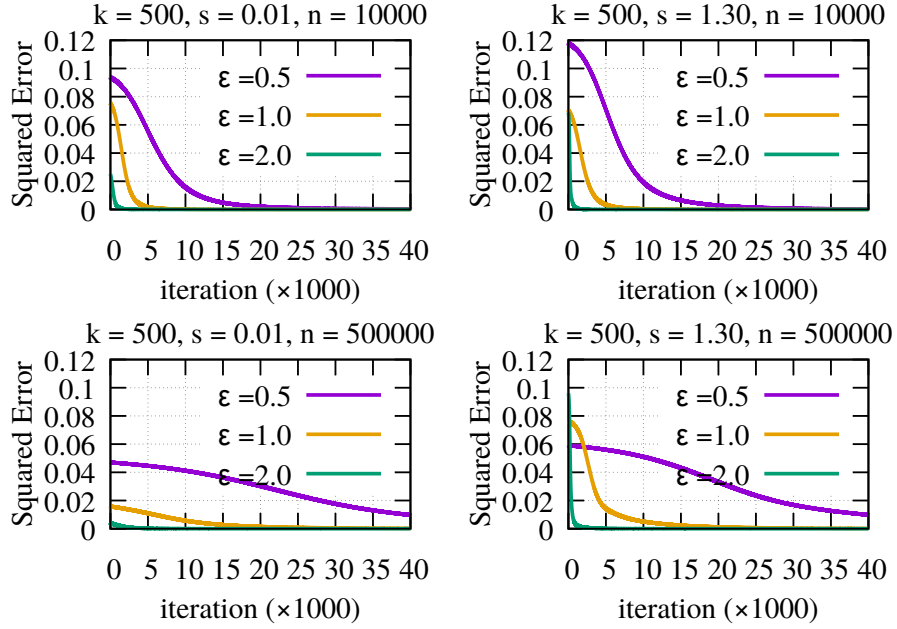 k = 500, s = 0.01, n = 10000
Squared Error
0.12
0.1
0.08
0.06
0.04
0.02
0
ε =0.5
ε =1.0
ε =2.0
0 5 10 15 20 25 30 35 40
iteration (×1000)
k = 500, s = 1.30, n = 10000
Squared Error
0.12
0.1
0.08
0.06
0.04
0.02
0
ε =0.5
ε =1.0
ε =2.0
0 5 10 15 20 25 30 35 40
iteration (×1000)
k = 500, s = 0.01, n = 500000
Squared Error
0.12
0.1
0.08
0.06
0.04
0.02
0
ε =0.5
ε =1.0
ε =2.0
0 5 10 15 20 25 30 35 40
iteration (×1000)
k = 500, s = 1.30, n = 500000
Squared Error
0.12
0.1
0.08
0.06
0.04
0.02
0
ε =0.5
ε =1.0
ε =2.0
0 5 10 15 20 25 30 35 40
iteration (×1000)